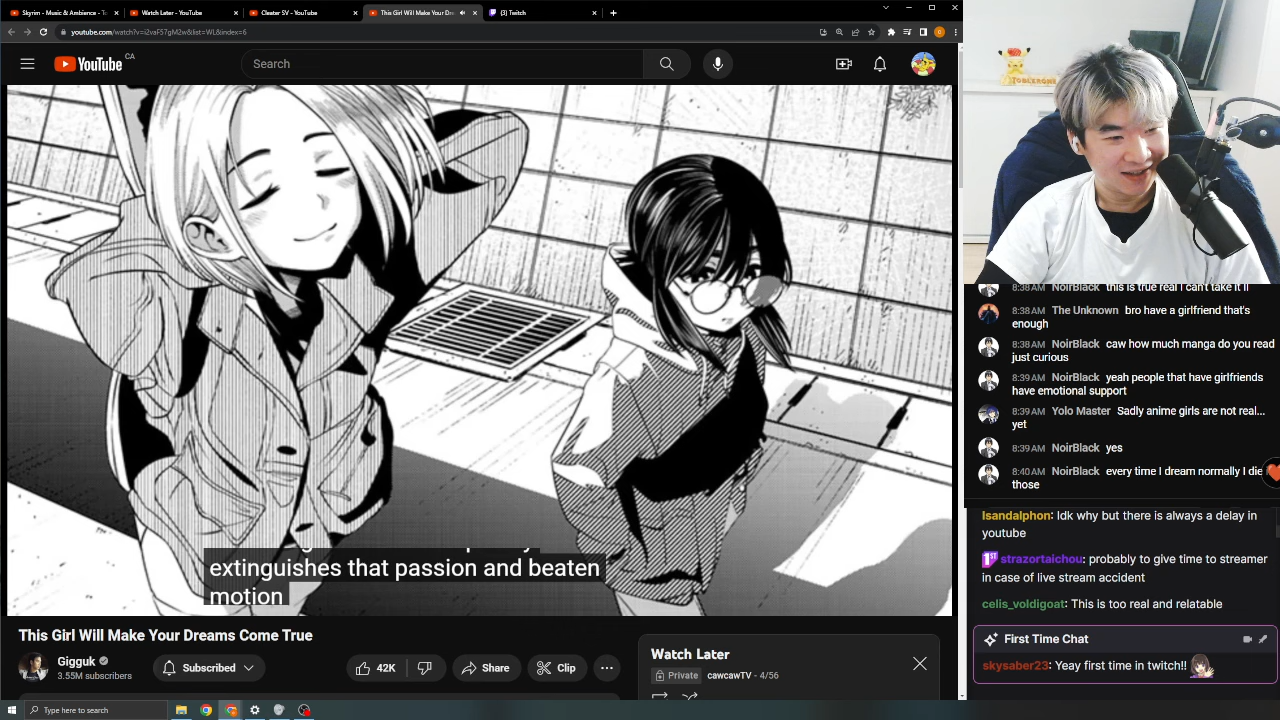 Skyrim - Music & Ambience - To
Watch Later - YouTube
Cleater SV - YouTube
This Girl Will Make Your Dre
(3) Twitch
youtube.com/watch?v=i2vaF57gM2w&list=WL&index=6
YouTube CA
Search
extinguishes that passion and beaten
motion
This Girl Will Make Your Dreams Come True
Gigguk
3.55M subscribers
Subscribed
42K
Share
Clip
Watch Later
Private cawcawTV - 4/56
Type here to search
TOBLERONE
8:38 AM NoirBlack this is true real I can't take it ll
8:38 AM The Unknown bro have a girlfriend that's
enough
8:38 AM NoirBlack caw how much manga do you read
just curious
8:39 AM NoirBlack yeah people that have girlfriends
have emotional support
8:39 AM Yolo Master Sadly anime girls are not real...
yet
8:39 AM NoirBlack yes
8:40 AM NoirBlack every time I dream normally I die
those
Isandalphon: Idk why but there is always a delay in
youtube
1ST strazortaichou: probably to give time to streamer
in case of live stream accident
celis_voldigoat: This is too real and relatable
First Time Chat
skysaber23: Yeay first time in twitch!!